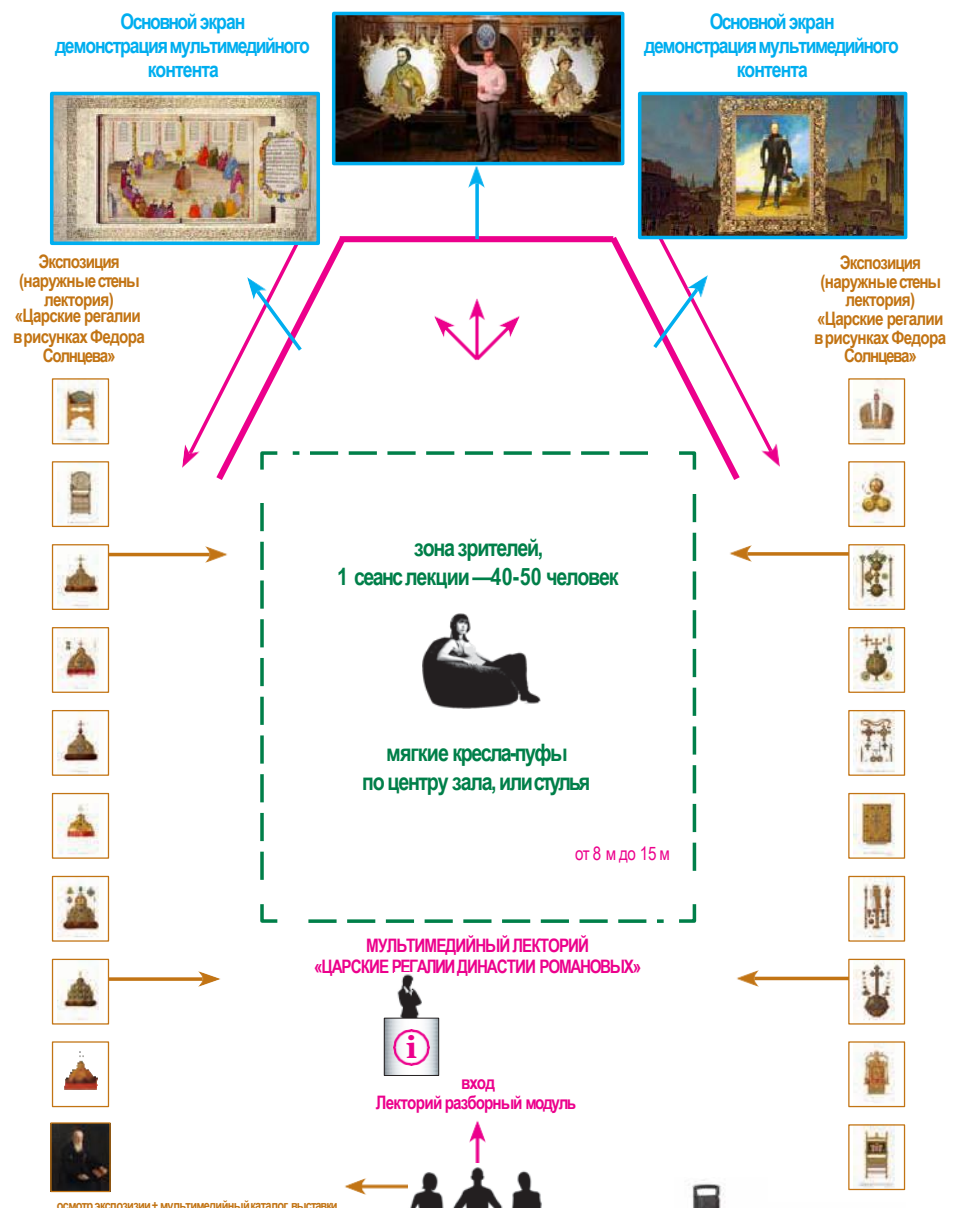 Основной экран
демонстрация мультимедийного
контента
Основной экран
демонстрация мультимедийного
контента
Экспозиция
(наружные стены
лектория)
«Царские регалии
в рисунках Федора
Солнцева»
Экспозиция
(наружные стены
лектория)
«Царские регалии
в рисунках Федора
Солнцева»
зона зрителей,
1 сеанс лекции —40-50 человек
мягкие кресла-пуфы
по центру зала, или стулья
от 8 м до 15 м
МУЛЬТИМЕДИЙНЫЙ ЛЕКТОРИЙ
«ЦАРСКИЕ РЕГАЛИИ ДИНАСТИИ РОМАНОВЫХ»
i
вход
Лекторий разборный модуль
осмотр экспозизии + мультимедийный каталог выставки